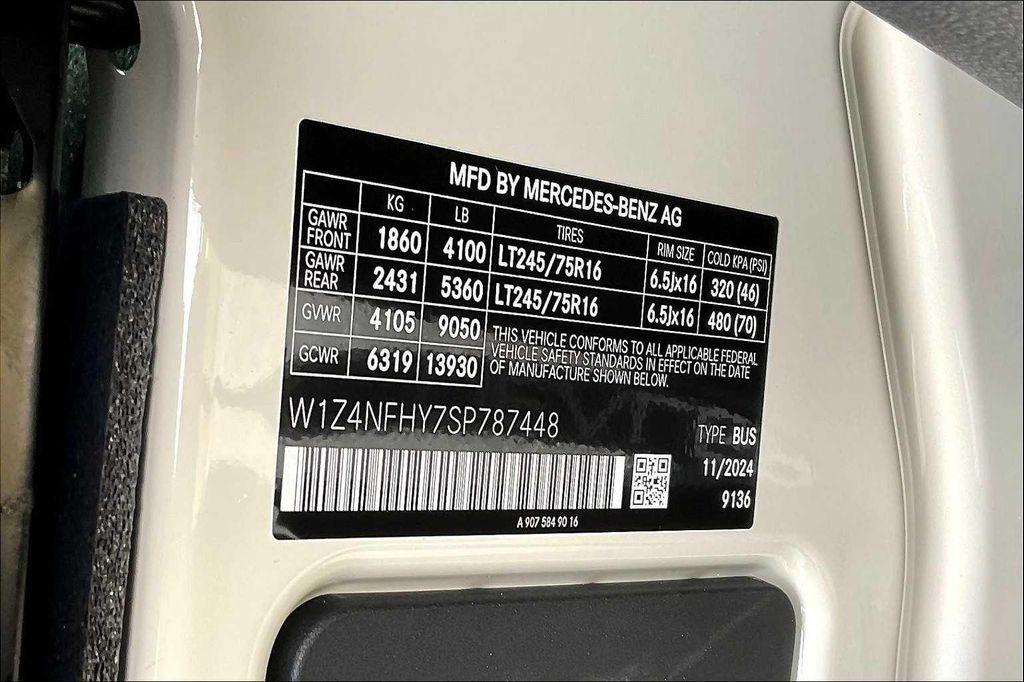 MFD BY MERCEDES-BENZ AG
KG LB TIRES RIM SIZE COLD KPA (PSI)
GAWR FRONT 1860 4100 LT245/75R16 6.5Jx16 320 (46)
GAWR REAR 2431 5360 LT245/75R16 6.5Jx16 480 (70)
GVWR 4105 9050
GCWR 6319 13930
THIS VEHICLE CONFORMS TO ALL APPLICABLE FEDERAL
VEHICLE SAFETY STANDARDS IN EFFECT ON THE DATE
OF MANUFACTURE SHOWN BELOW.
W1Z4NFHY7SP787448
TYPE BUS
11/2024
9136
A 907 584 90 16